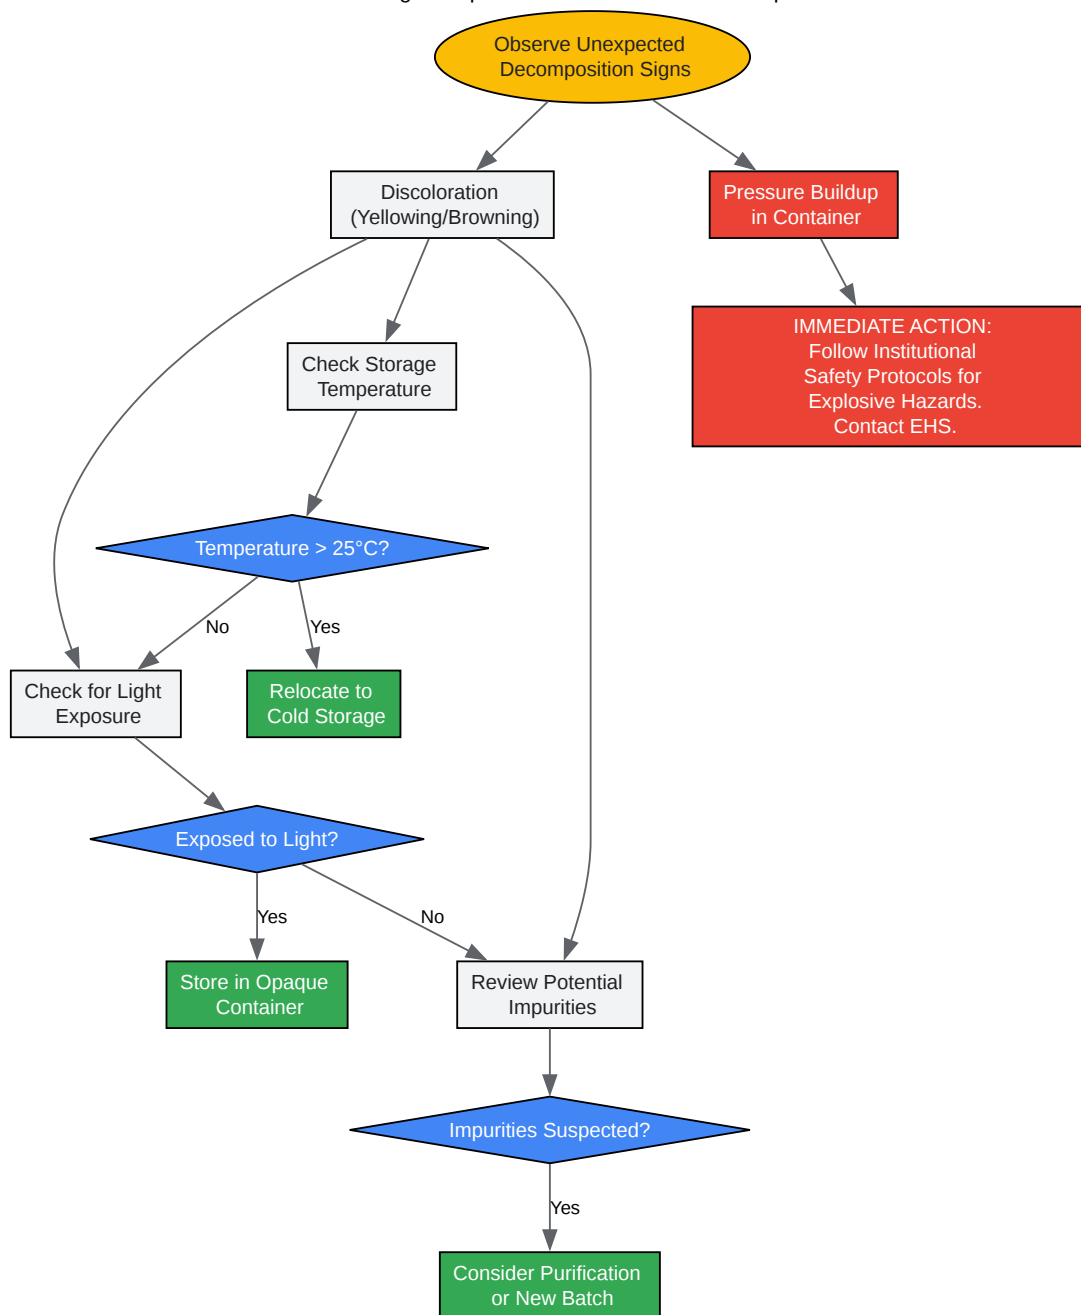 Observe Unexpected
Decomposition Signs
Discoloration
(Yellowing/Browning)
Pressure Buildup
in Container
Check Storage
Temperature
IMMEDIATE ACTION:
Follow Institutional
Safety Protocols for
Explosive Hazards.
Contact EHS.
Temperature > 25°C?
No
Yes
Check for Light
Exposure
Relocate to
Cold Storage
Exposed to Light?
Yes
No
Store in Opaque
Container
Review Potential
Impurities
Impurities Suspected?
Yes
Consider Purification
or New Batch